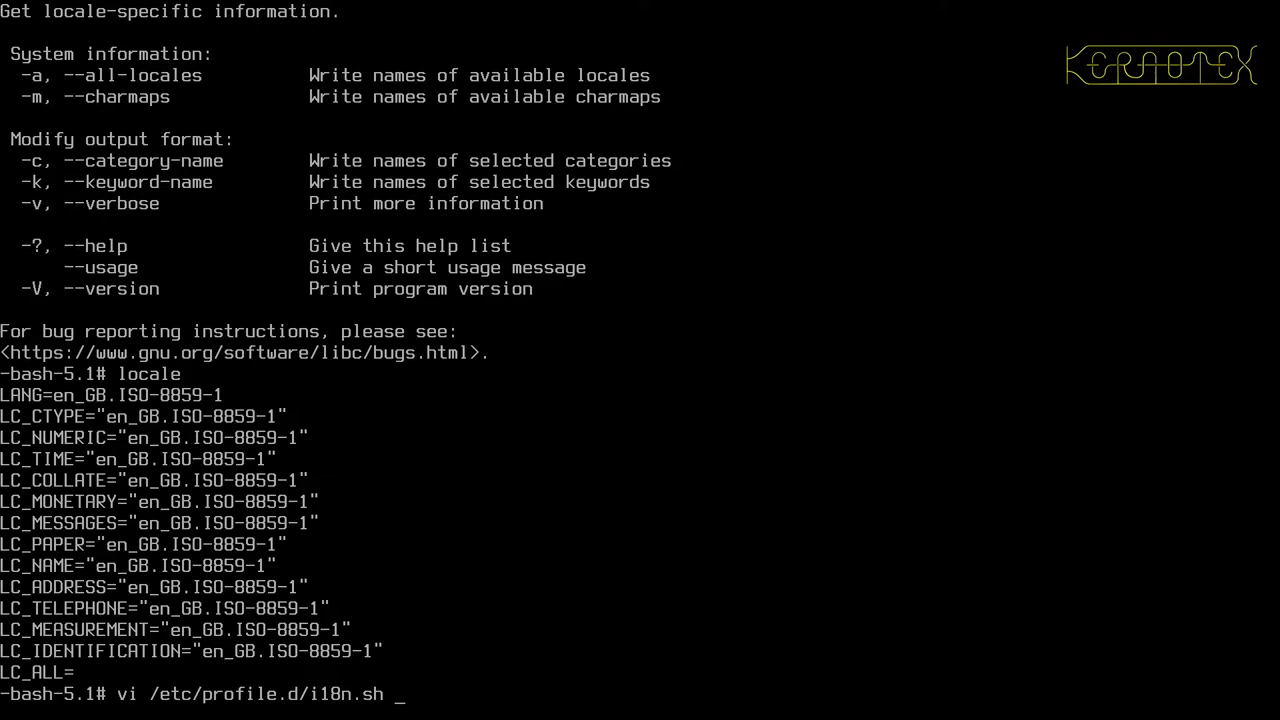 Get locale-specific information.
KERNOTEX
System information:
-a, --all-locales Write names of available locales
-m, --charmaps Write names of available charmaps
Modify output format:
-c, --category-name Write names of selected categories
-k, --keyword-name Write names of selected keywords
-v, --verbose Print more information
-?, --help Give this help list
--usage Give a short usage message
-V, --version Print program version
For bug reporting instructions, please see:
<https://www.gnu.org/software/libc/bugs.html>.
-bash-5.1# locale
LANG=en_GB.ISO-8859-1
LC_CTYPE="en_GB.ISO-8859-1"
LC_NUMERIC="en_GB.ISO-8859-1"
LC_TIME="en_GB.ISO-8859-1"
LC_COLLATE="en_GB.ISO-8859-1"
LC_MONETARY="en_GB.ISO-8859-1"
LC_MESSAGES="en_GB.ISO-8859-1"
LC_PAPER="en_GB.ISO-8859-1"
LC_NAME="en_GB.ISO-8859-1"
LC_ADDRESS="en_GB.ISO-8859-1"
LC_TELEPHONE="en_GB.ISO-8859-1"
LC_MEASUREMENT="en_GB.ISO-8859-1"
LC_IDENTIFICATION="en_GB.ISO-8859-1"
LC_ALL=
-bash-5.1# vi /etc/profile.d/i18n.sh _